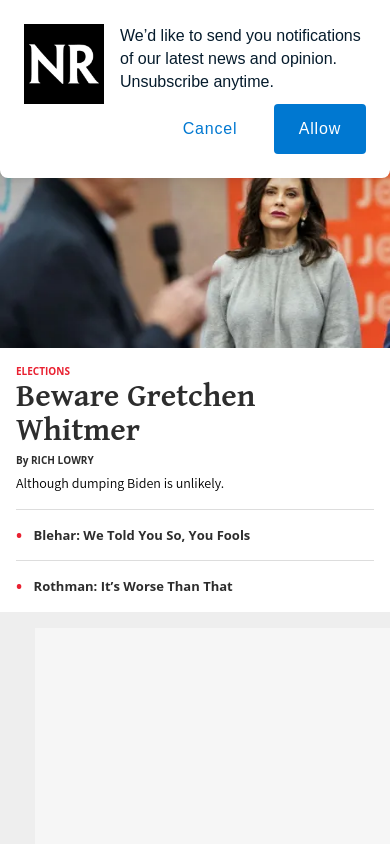 NR
We’d like to send you notifications
of our latest news and opinion.
Unsubscribe anytime.
Cancel
Allow
ELECTIONS
Beware Gretchen
Whitmer
By RICH LOWRY
Although dumping Biden is unlikely.
• Blehar: We Told You So, You Fools
• Rothman: It’s Worse Than That